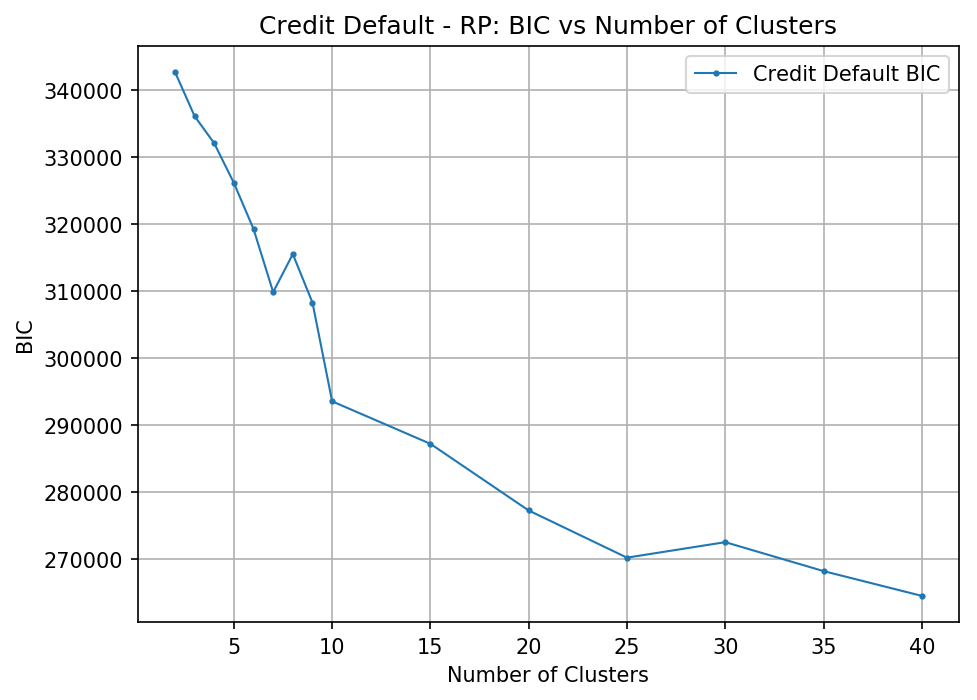 Credit Default - RP: BIC vs Number of Clusters
Credit Default BIC
340000
330000
320000
310000
300000
290000
280000
270000
BIC
5 10 15 20 25 30 35 40
Number of Clusters